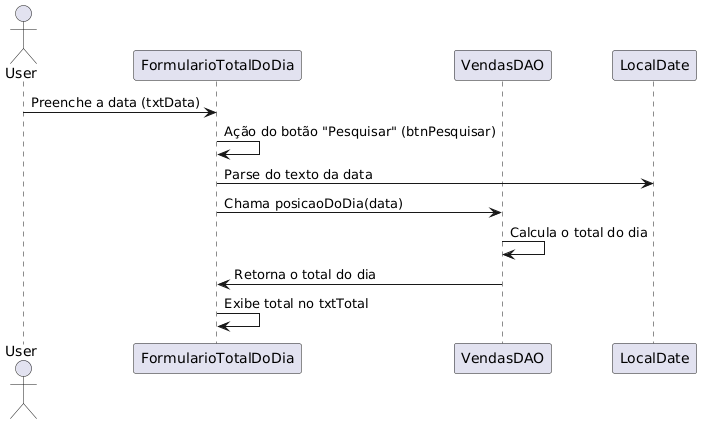 User
FormularioTotalDoDia
VendasDAO
LocalDate
Preenche a data (txtData)
Ação do botão "Pesquisar" (btnPesquisar)
Parse do texto da data
Chama posicaoDoDia(data)
Calcula o total do dia
Retorna o total do dia
Exibe total no txtTotal
User
FormularioTotalDoDia
VendasDAO
LocalDate